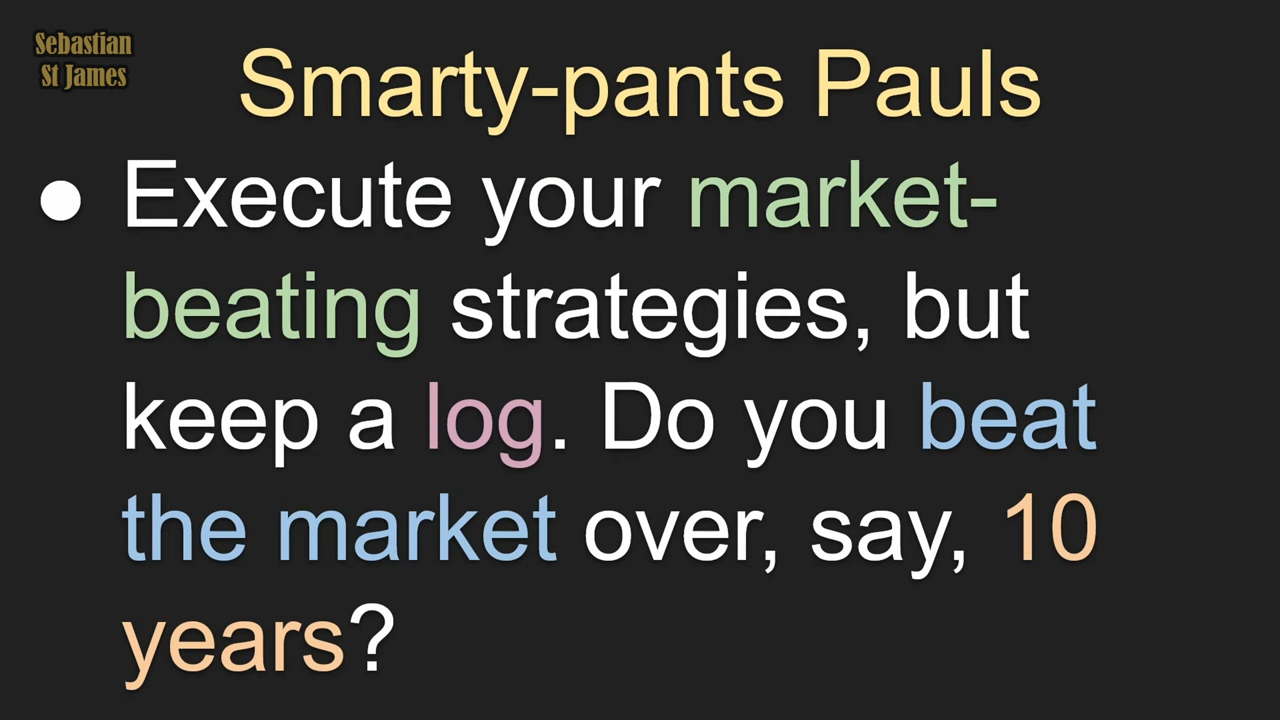 Sebastian
St James
Smarty-pants Pauls
● Execute your market-
beating strategies, but
keep a log. Do you beat
the market over, say, 10
years?